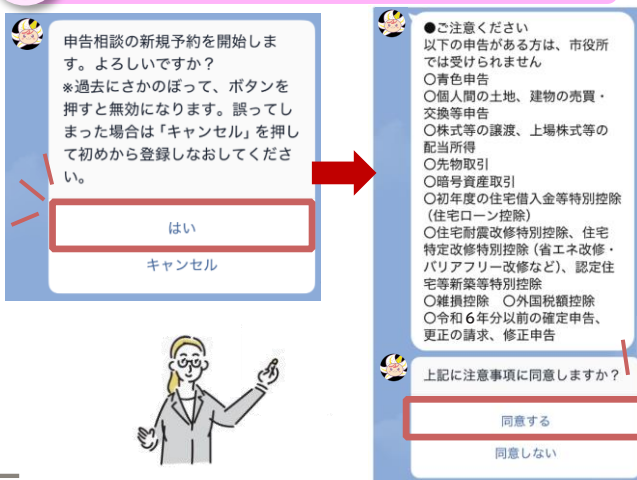 申告相談の新規予約を開始しま
す。よろしいですか？
※過去にさかのぼって、ボタンを
押すと無効になります。誤ってし
まった場合は「キャンセル」を押し
て初めから登録しなおしてくださ
い。
はい
キャンセル
●ご注意ください
以下の申告がある方は、市役所
では受けられません
○青色申告
○個人間の土地、建物の売買・
交換等申告
○株式等の譲渡、上場株式等の
配当所得
○先物取引
○暗号資産取引
○初年度の住宅借入金等特別控除
（住宅ローン控除）
○住宅耐震改修特別控除、住宅
特定改修特別控除（省エネ改修・
バリアフリー改修など）、認定住
宅等新築等特別控除
○雑損控除　○外国税額控除
○令和６年分以前の確定申告、
更正の請求、修正申告
上記に注意事項に同意しますか？
同意する
同意しない